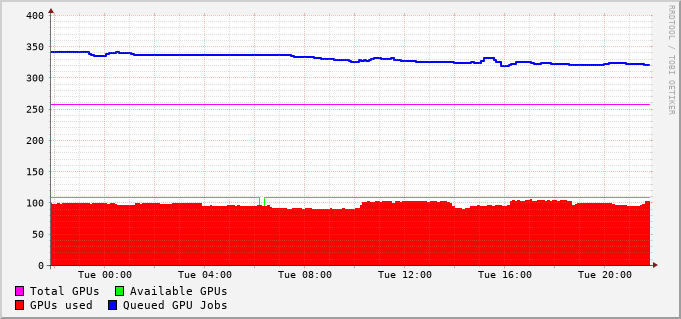 400
350
300
250
200
150
100
50
0
Tue 00:00 Tue 04:00 Tue 08:00 Tue 12:00 Tue 16:00 Tue 20:00
Total GPUs Available GPUs
GPUs used Queued GPU Jobs
RRDTOOL / TOBI OETIKER